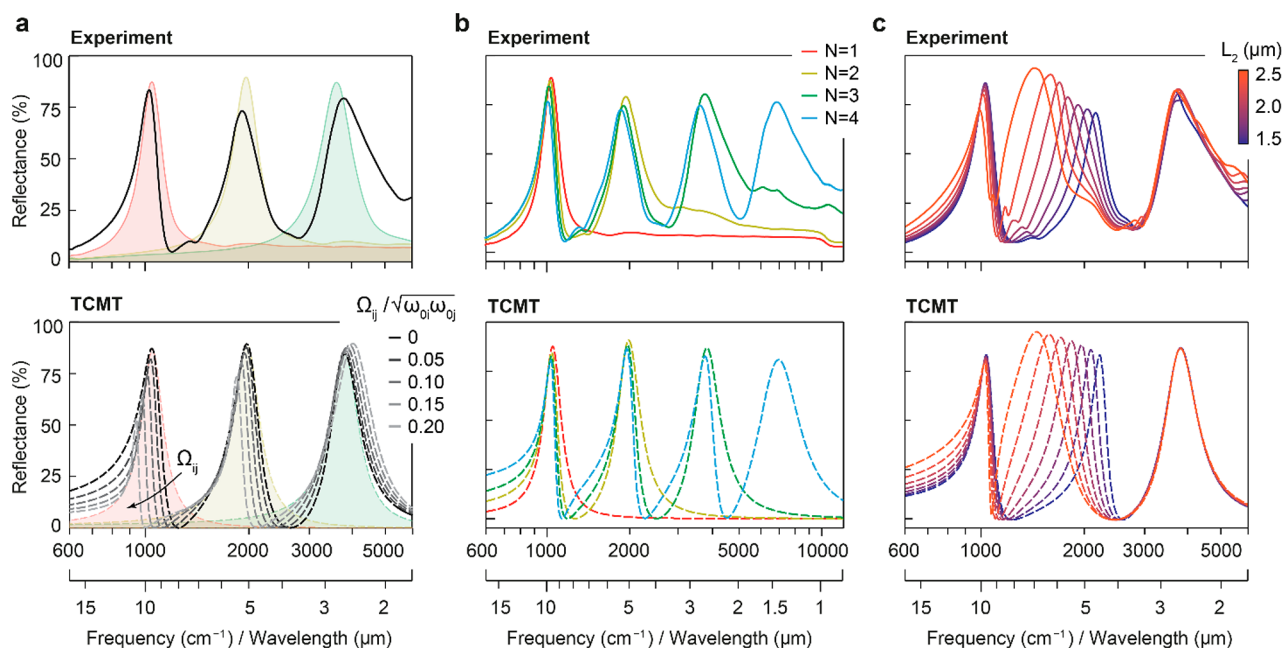 a
Experiment
Reflectance (%)
100
75
50
25
0
TCMT
Reflectance (%)
100
75
50
25
0
Ωij /√ω0iω0j
0
0.05
0.10
0.15
0.20
Ωij
600 1000 2000 3000 5000
15 10 5 3 2
Frequency (cm⁻¹) / Wavelength (µm)
b
Experiment
N=1
N=2
N=3
N=4
TCMT
600 1000 2000 5000 10000
15 10 5 3 2 1.5 1
Frequency (cm⁻¹) / Wavelength (µm)
c
Experiment
L₂ (µm)
2.5
2.0
1.5
TCMT
600 1000 2000 3000 5000
15 10 5 3 2
Frequency (cm⁻¹) / Wavelength (µm)